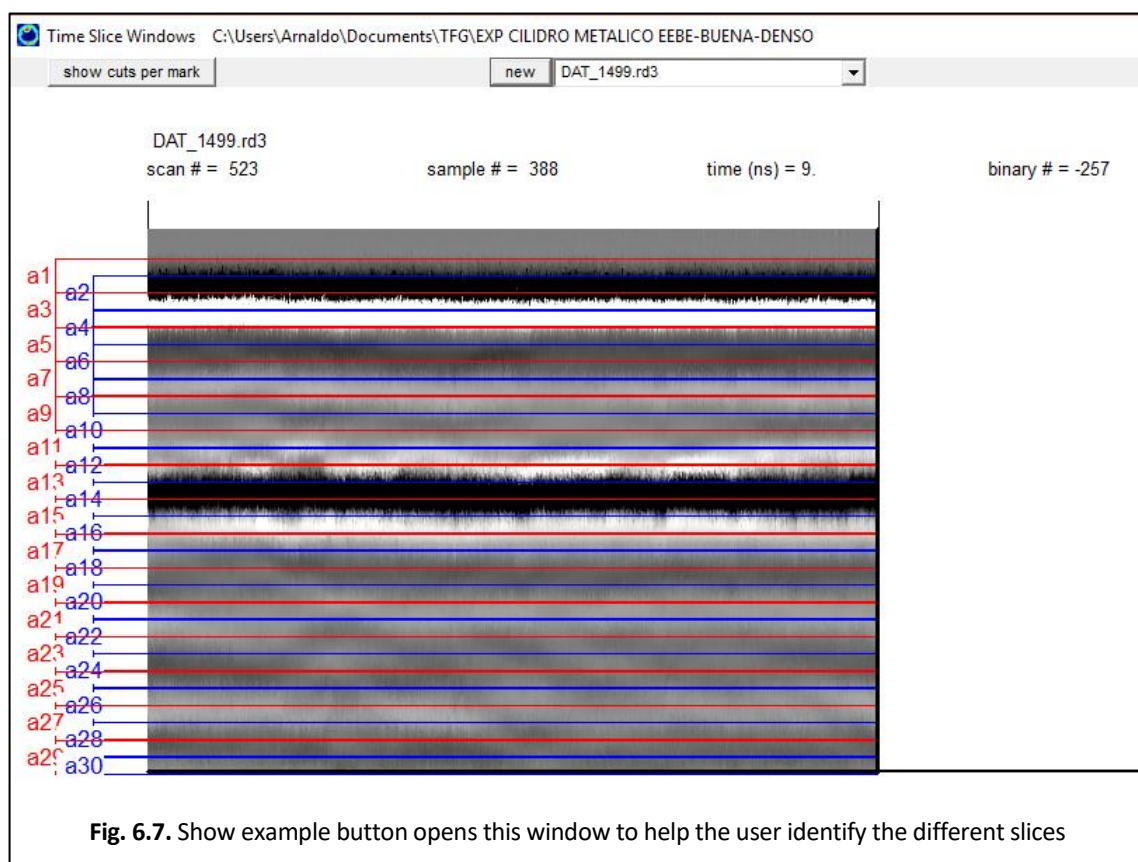 Time Slice Windows C:\Users\Arnaldo\Documents\TFG\EXP CILIDRO METALICO EEBE-BUENA-DENSO
show cuts per mark new DAT_1499.rd3
DAT_1499.rd3
scan # = 523 sample # = 388 time (ns) = 9. binary # = -257
a1
a2
a3
a4
a5
a6
a7
a8
a9
a10
a11
a12
a13
a14
a15
a16
a17
a18
a19
a20
a21
a22
a23
a24
a25
a26
a27
a28
a29
a30
Fig. 6.7. Show example button opens this window to help the user identify the different slices